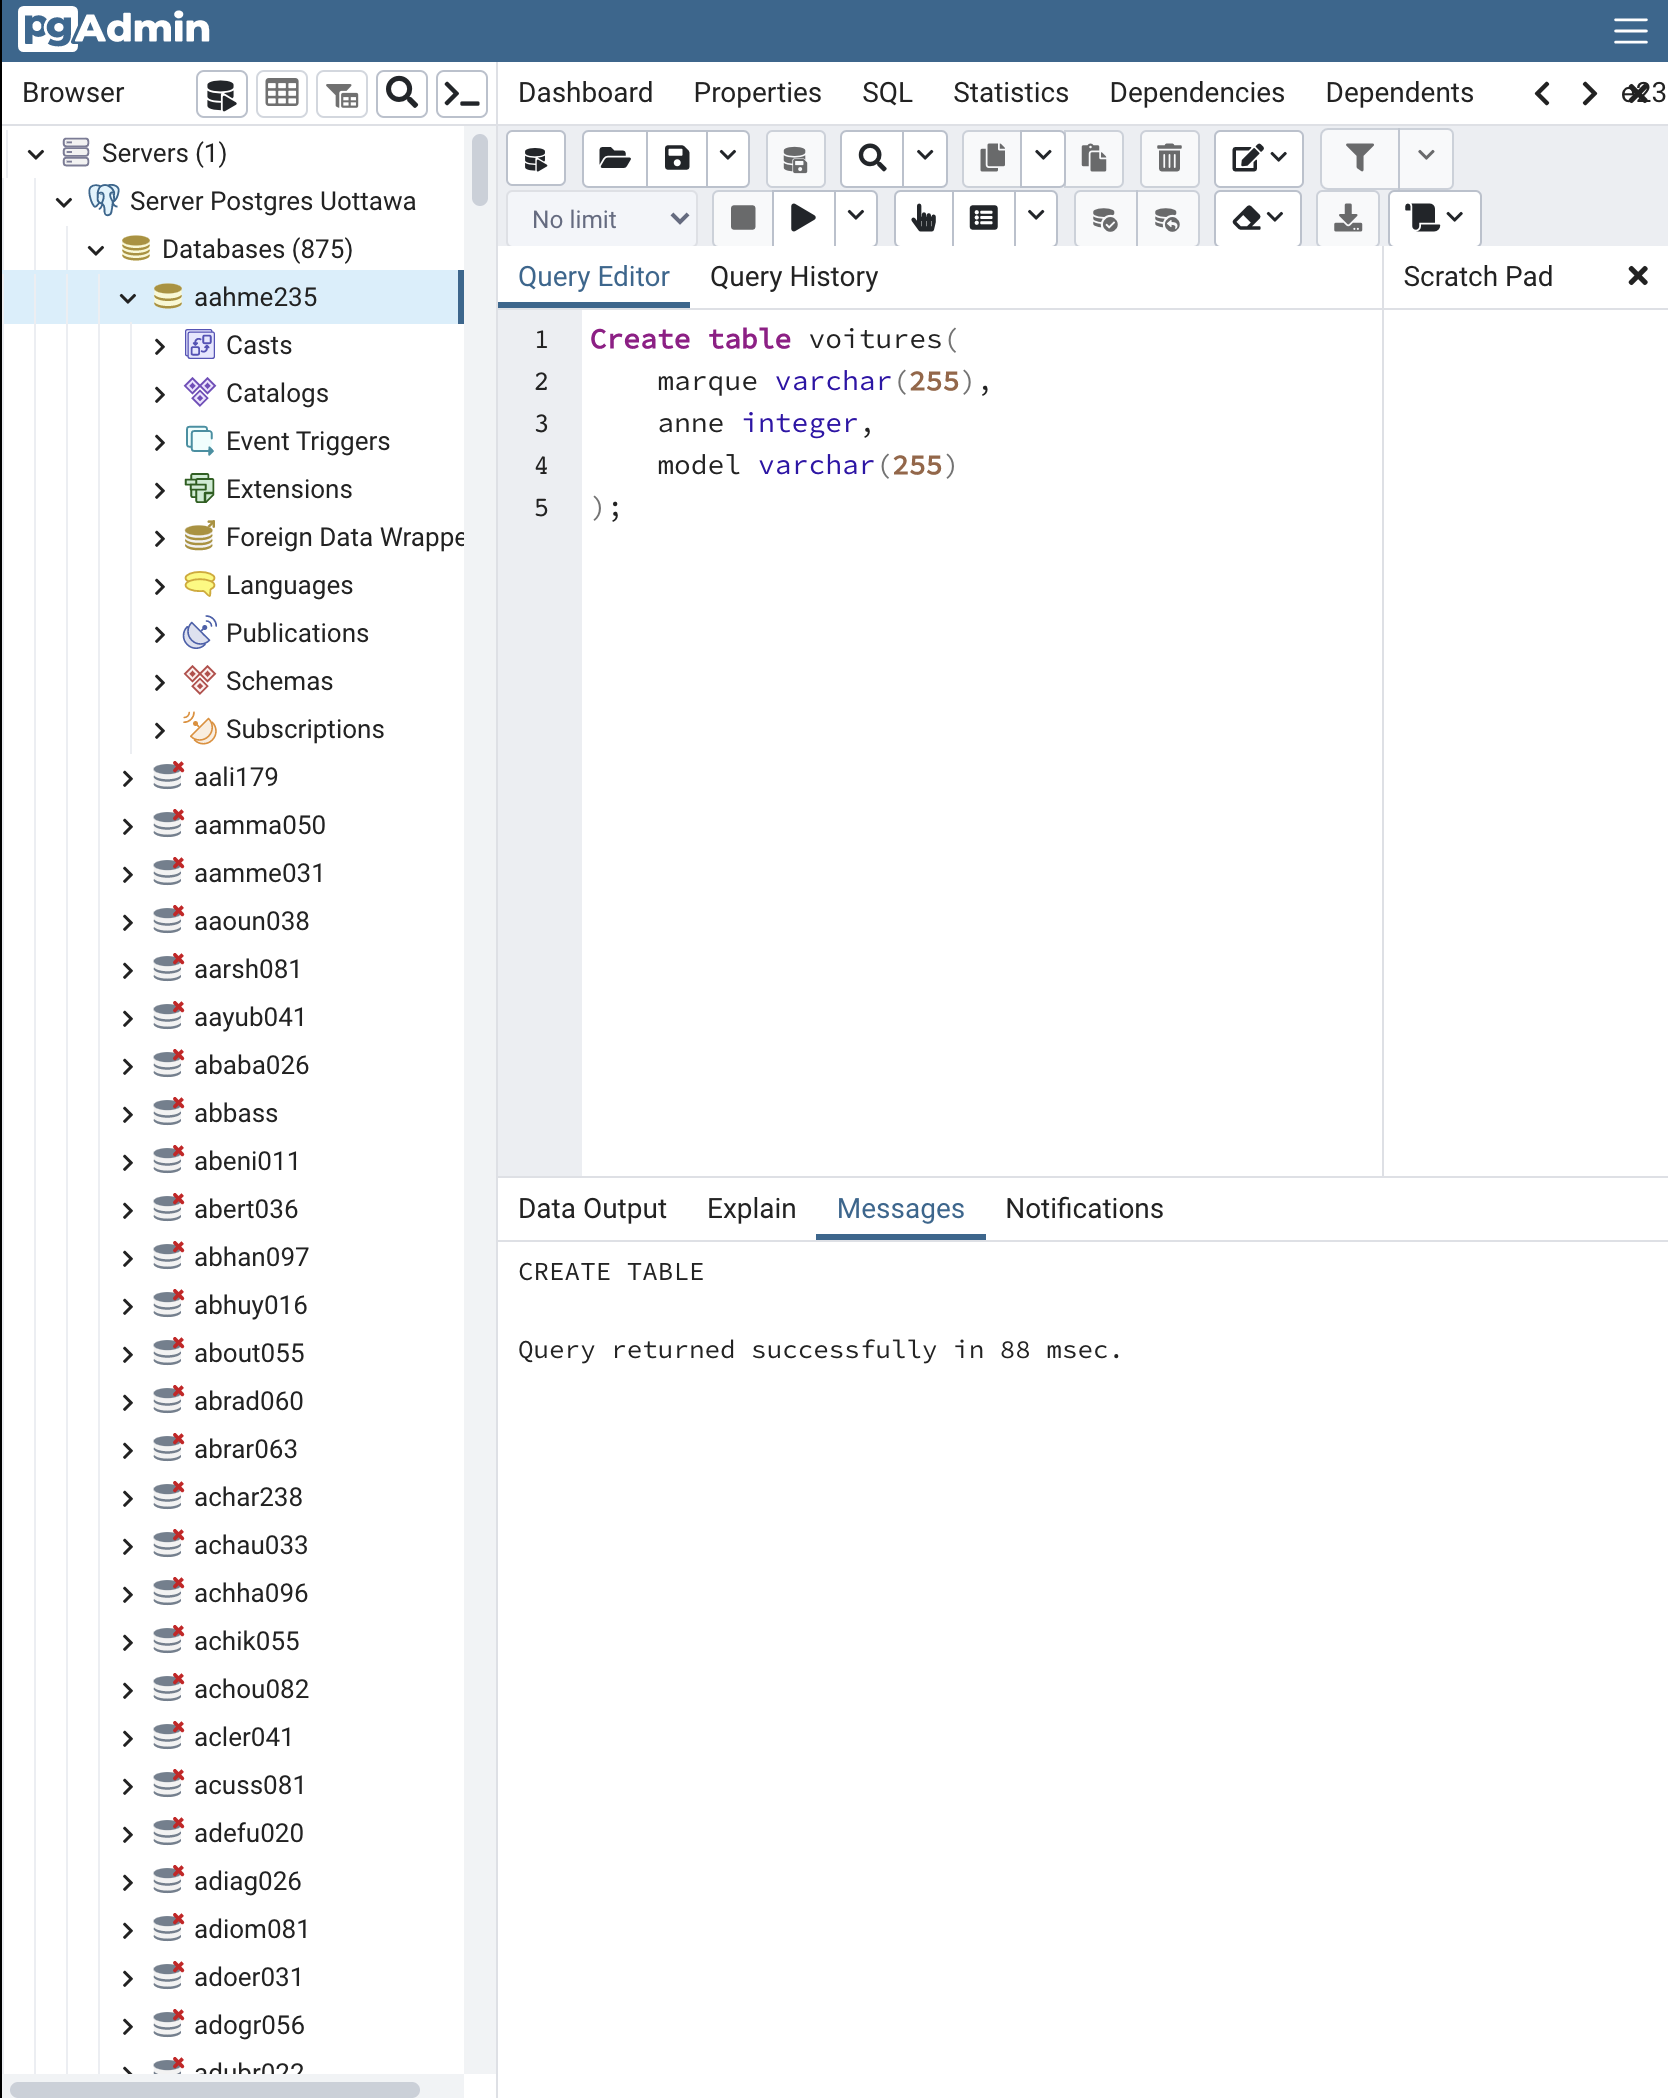 pgAdmin
Browser
Dashboard Properties SQL Statistics Dependencies Dependents
Servers (1)
Server Postgres Uottawa
Databases (875)
aahme235
Casts
Catalogs
Event Triggers
Extensions
Foreign Data Wrappe
Languages
Publications
Schemas
Subscriptions
aali179
aamma050
aamme031
aaoun038
aarsh081
aayub041
ababa026
abbass
abeni011
abert036
abhan097
abhuy016
about055
abrad060
abrar063
achar238
achau033
achha096
achik055
achou082
acler041
acuss081
adefu020
adiag026
adiom081
adoer031
adogr056
adubr022
No limit
Query Editor Query History
Scratch Pad
1 Create table voitures(
2 marque varchar(255),
3 anne integer,
4 model varchar(255)
5 );
Data Output Explain Messages Notifications
CREATE TABLE
Query returned successfully in 88 msec.